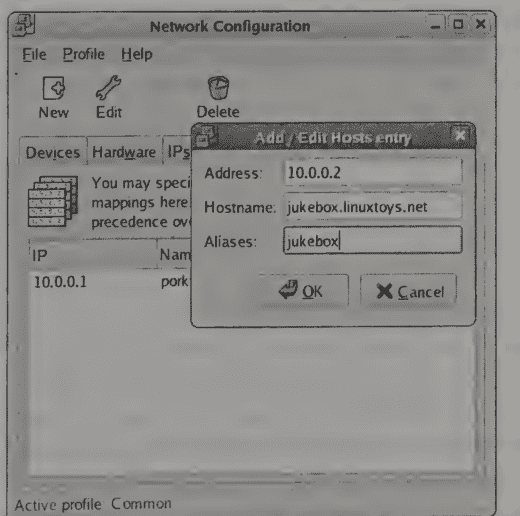 Network Configuration
File Profile Help
New Edit Delete
Devices Hardware IPs
You may speci
mappings here
precedence ov
IP Nam
10.0.0.1 pork
Add / Edit Hosts entry
Address: 10.0.0.2
Hostname: jukebox.linuxtoys.net
Aliases: jukebox
OK Cancel
Active profile Common